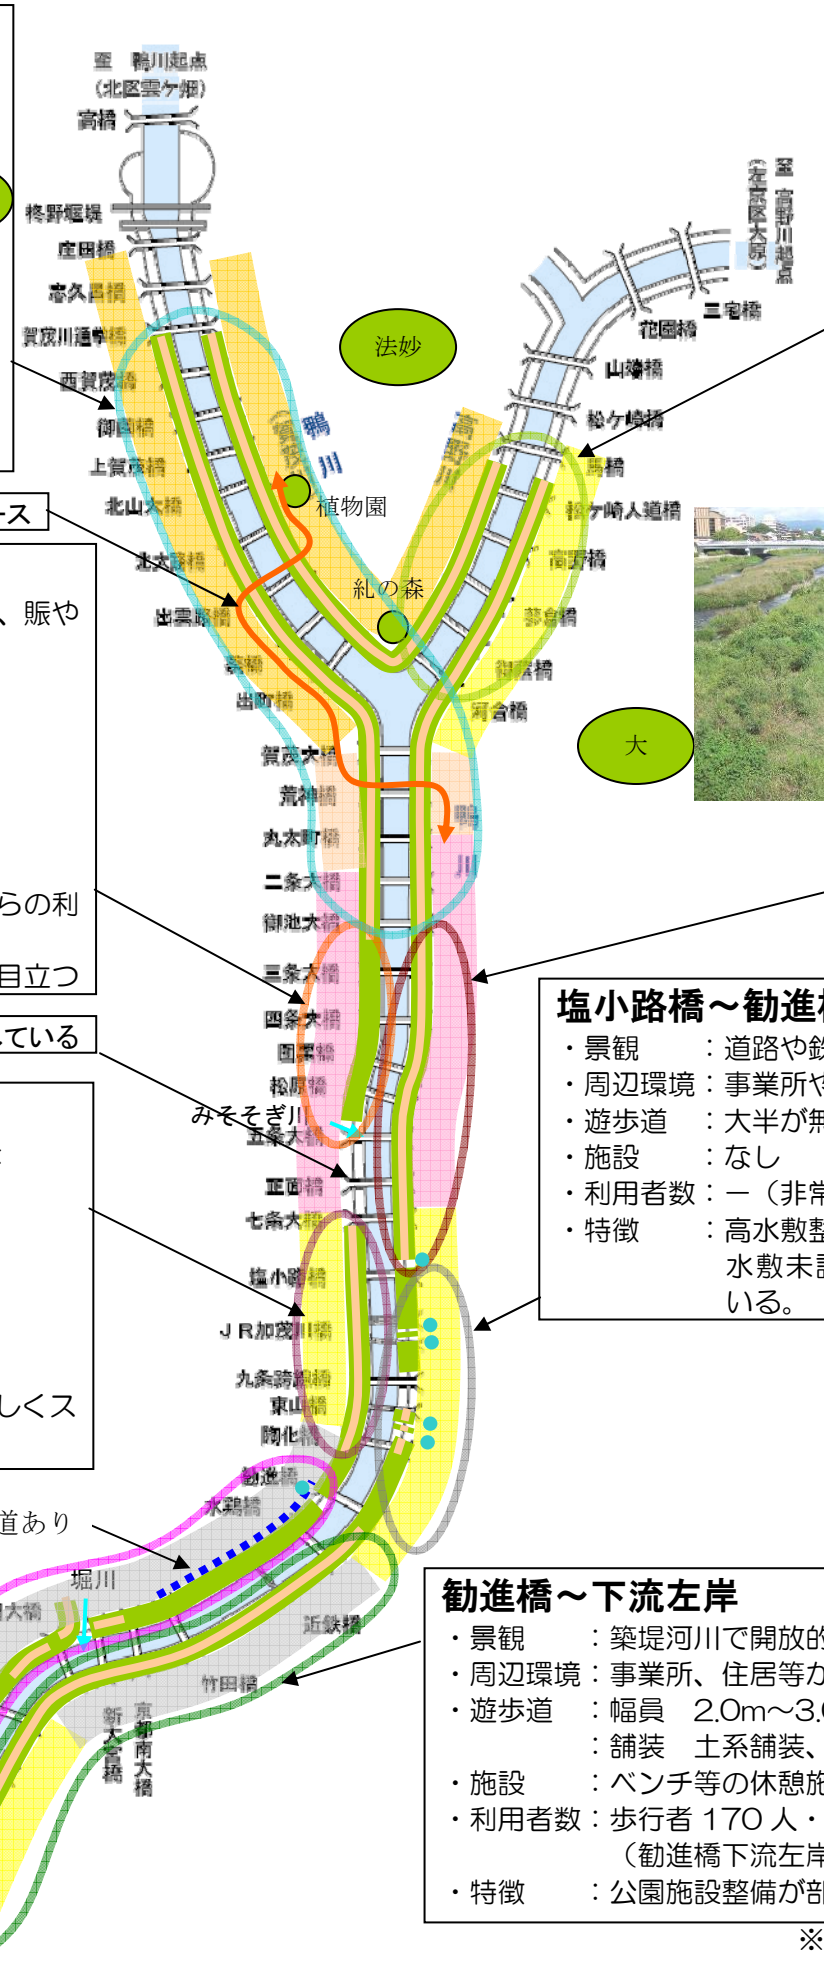 至　鴨川起点
（北区雲ケ畑）
高橋
柊野堰堤
庄田橋
志久呂橋
賀茂川通学橋
西賀茂橋
御薗橋
上賀茂橋
北山大橋
北大路橋
出雲路橋
葵橋
出町橋
賀茂大橋
荒神橋
丸太町橋
二条大橋
御池大橋
三条大橋
四条大橋
団栗橋
松原橋
みそそぎ川
五条大橋
正面橋
七条大橋
塩小路橋
ＪＲ加茂川橋
九条跨線橋
東山橋
陶化橋
勧進橋
水鶏橋
堀川
大橋
近鉄橋
竹田橋
京都南大橋
新大宮橋
至　高野川起点
（左京区大原）
三宅橋
花園橋
山端橋
松ケ崎橋
馬橋
松ケ崎人道橋
高野橋
蓼倉橋
御蔭橋
河合橋
法妙
鴨川
植物園
糺の森
大
鴨川
ース
、賑や
らの利
目立つ
している
しくス
道あり
塩小路橋～勧進橋
・景観　　：道路や鉄
・周辺環境：事業所や
・遊歩道　：大半が無
・施設　　：なし
・利用者数：－（非常
・特徴　　：高水敷整
水敷未設
いる。
勧進橋～下流左岸
・景観　　：築堤河川で開放的
・周辺環境：事業所、住居等が
・遊歩道　：幅員　2.0m～3.0
：舗装　土系舗装、
・施設　　：ベンチ等の休憩施
・利用者数：歩行者 170 人・
（勧進橋下流左岸
・特徴　　：公園施設整備が部
※